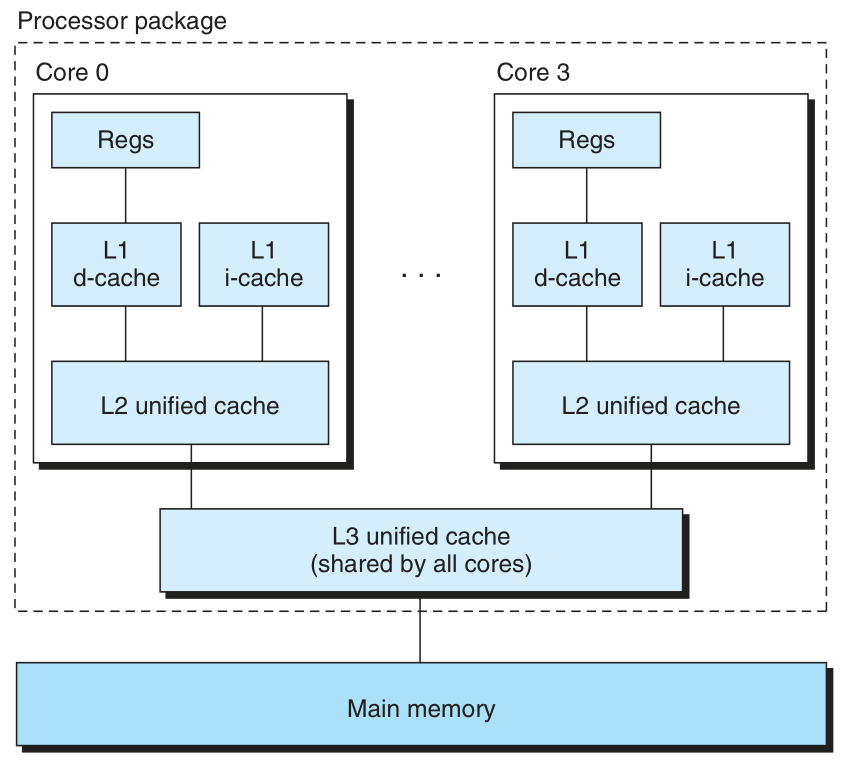 Processor package
Core 0
Regs
L1
d-cache
L1
i-cache
L2 unified cache
. . .
Core 3
Regs
L1
d-cache
L1
i-cache
L2 unified cache
L3 unified cache
(shared by all cores)
Main memory